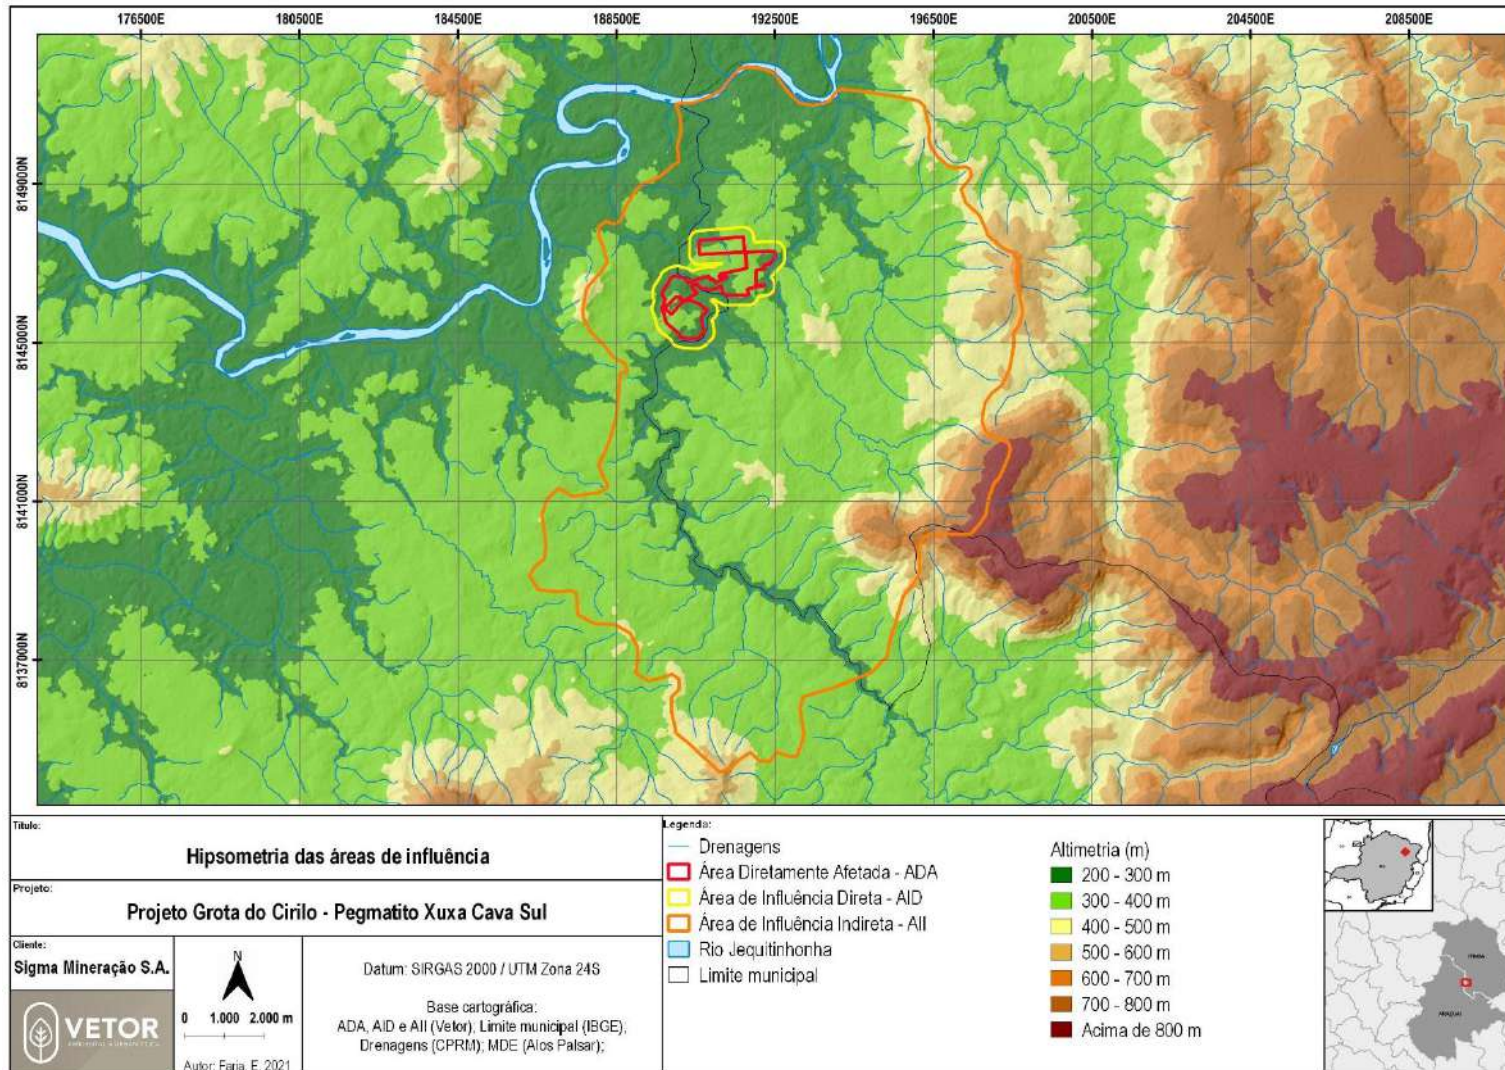 176500E 180500E 184500E 188500E 192500E 196500E 200500E 204500E 208500E
8149000N
8145000N
8141000N
8137000N
Título:
Hipsometria das áreas de influência
Projeto:
Projeto Grota do Cirilo - Pegmatito Xuxa Cava Sul
Cliente:
Sigma Mineração S.A.
VETOR
N
0 1.000 2.000 m
Autor: Faria, E. 2021
Datum: SIRGAS 2000 / UTM Zona 24S
Base cartográfica:
ADA, AID e AII (Vetor); Limite municipal (IBGE);
Drenagens (CPRM); MDE (Alos Palsar);
Legenda:
Drenagens
Área Diretamente Afetada - ADA
Área de Influência Direta - AID
Área de Influência Indireta - AII
Rio Jequitinhonha
Limite municipal
Altimetria (m)
200 - 300 m
300 - 400 m
400 - 500 m
500 - 600 m
600 - 700 m
700 - 800 m
Acima de 800 m
ITINGA
ARAÇUAÍ